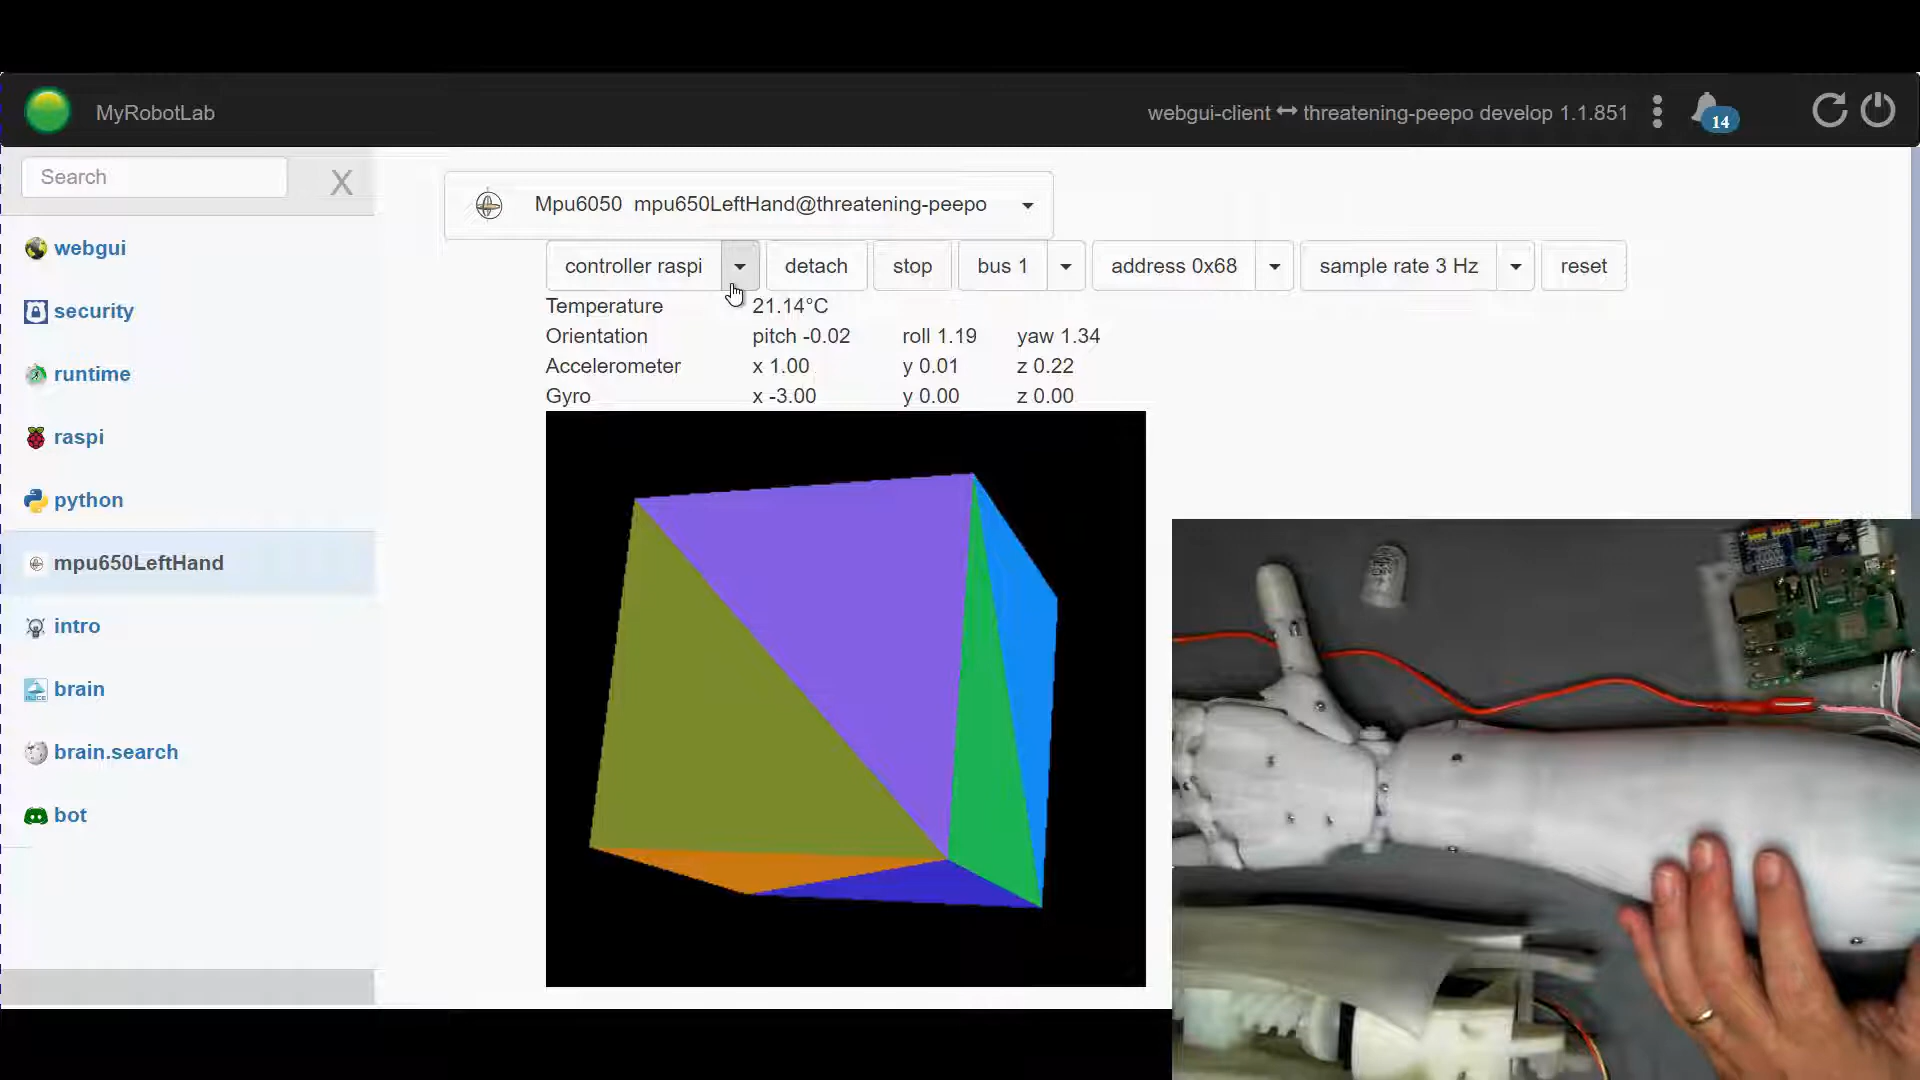 MyRobotLab
webgui-client ↔ threatening-peepo develop 1.1.851
14
Search
X
webgui
security
runtime
raspi
python
mpu650LeftHand
intro
brain
brain.search
bot
Mpu6050 mpu650LeftHand@threatening-peepo
controller raspi
detach
stop
bus 1
address 0x68
sample rate 3 Hz
reset
Temperature 21.14°C
Orientation pitch -0.02 roll 1.19 yaw 1.34
Accelerometer x 1.00 y 0.01 z 0.22
Gyro x -3.00 y 0.00 z 0.00